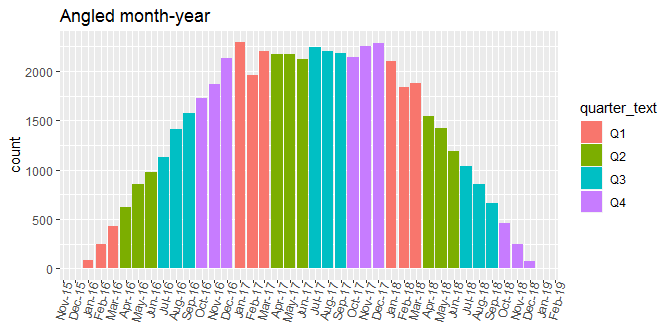 Angled month-year
count
2000
1500
1000
500
0
Nov-15
Dec-15
Jan-16
Feb-16
Mar-16
Apr-16
May-16
Jun-16
Jul-16
Aug-16
Sep-16
Oct-16
Nov-16
Dec-16
Jan-17
Feb-17
Mar-17
Apr-17
May-17
Jun-17
Jul-17
Aug-17
Sep-17
Oct-17
Nov-17
Dec-17
Jan-18
Feb-18
Mar-18
Apr-18
May-18
Jun-18
Jul-18
Aug-18
Sep-18
Oct-18
Nov-18
Dec-18
Jan-19
Feb-19
quarter_text
Q1
Q2
Q3
Q4